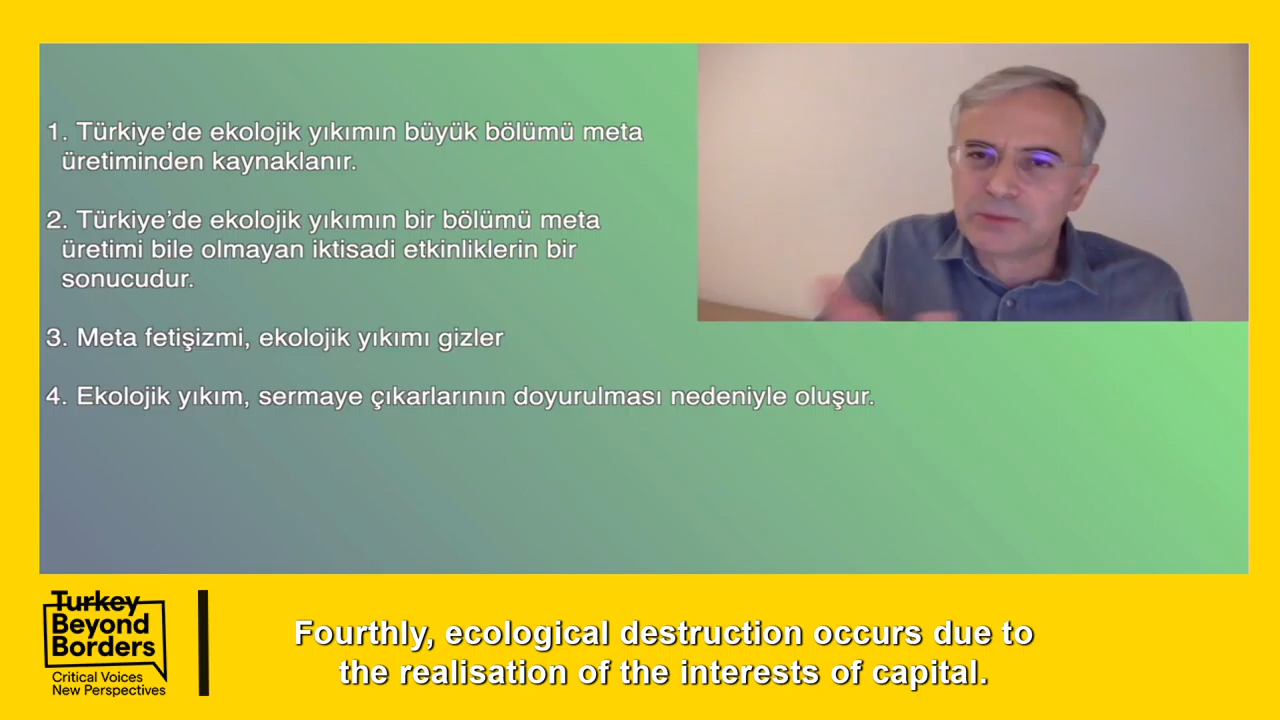 1. Türkiye'de ekolojik yıkımın büyük bölümü meta
üretiminden kaynaklanır.
2. Türkiye'de ekolojik yıkımın bir bölümü meta
üretimi bile olmayan iktisadi etkinliklerin bir
sonucudur.
3. Meta fetişizmi, ekolojik yıkımı gizler
4. Ekolojik yıkım, sermaye çıkarlarının doyurulması nedeniyle oluşur.
Turkey
Beyond
Borders
Critical Voices
New Perspectives
Fourthly, ecological destruction occurs due to
the realisation of the interests of capital.